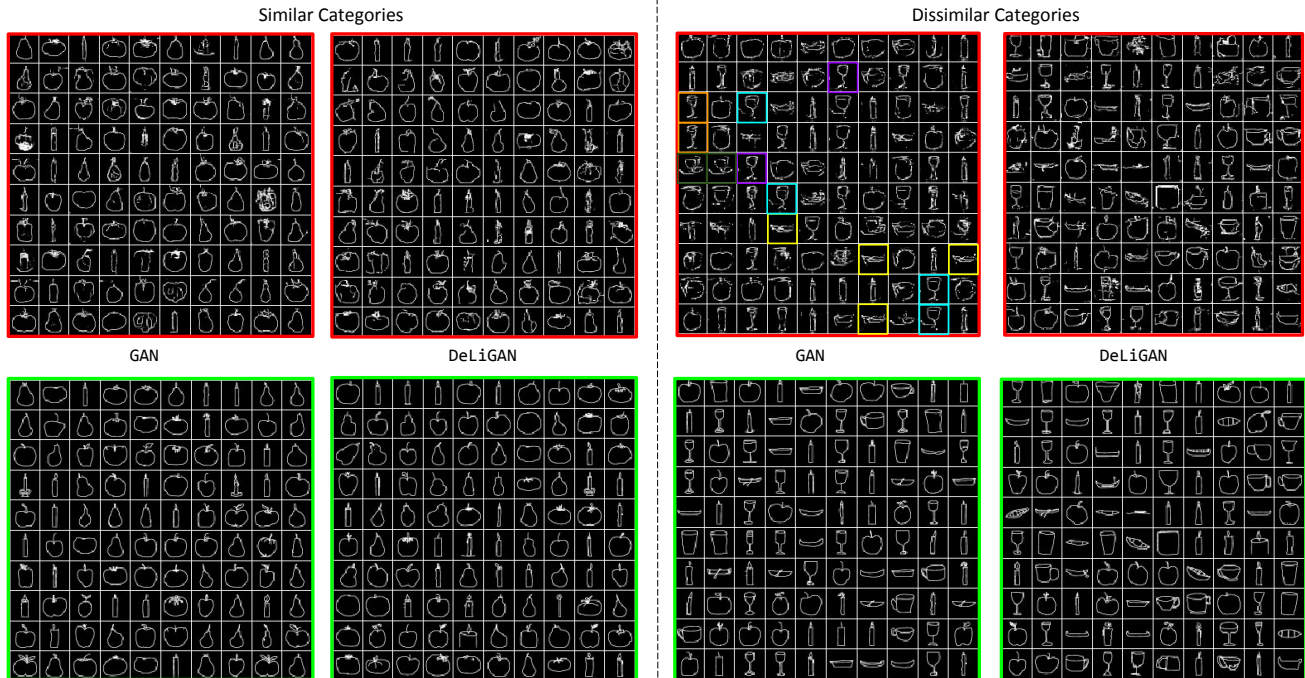 Similar Categories
Dissimilar Categories
GAN
DeLiGAN
GAN
DeLiGAN